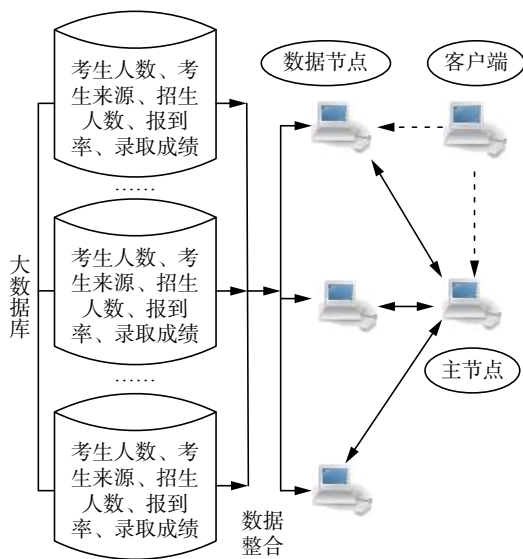 考生人数、考
生来源、招生
人数、报到
率、录取成绩
……
考生人数、考
生来源、招生
人数、报到
率、录取成绩
……
考生人数、考
生来源、招生
人数、报到
率、录取成绩
大数据库
数据
整合
数据节点
客户端
主节点